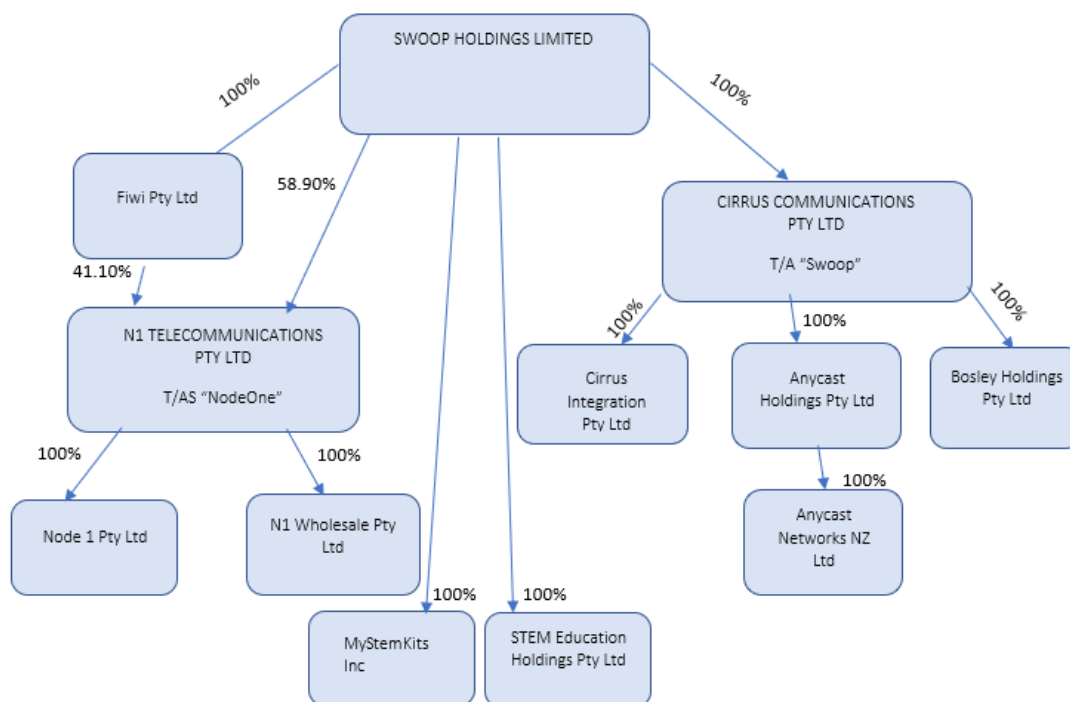 SWOOP HOLDINGS LIMITED
100%
100%
Fiwi Pty Ltd
58.90%
CIRRUS COMMUNICATIONS
PTY LTD
T/A “Swoop”
41.10%
N1 TELECOMMUNICATIONS
PTY LTD
T/AS “NodeOne”
100%
100%
100%
Cirrus
Integration
Pty Ltd
Anycast
Holdings Pty Ltd
Bosley Holdings
Pty Ltd
100%
100%
100%
Node 1 Pty Ltd
N1 Wholesale Pty
Ltd
Anycast
Networks NZ
Ltd
100%
100%
MyStemKits
Inc
STEM Education
Holdings Pty Ltd